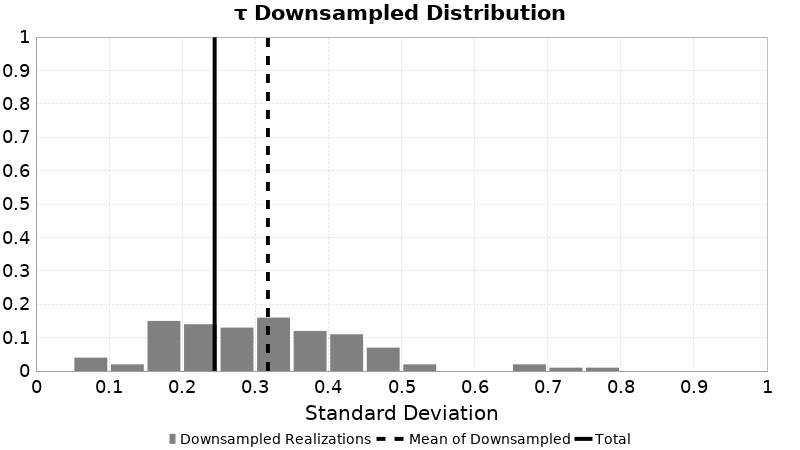 τ Downsampled Distribution
1
0.9
0.8
0.7
0.6
0.5
0.4
0.3
0.2
0.1
0
0 0.1 0.2 0.3 0.4 0.5 0.6 0.7 0.8 0.9 1
Standard Deviation
Downsampled Realizations Mean of Downsampled Total